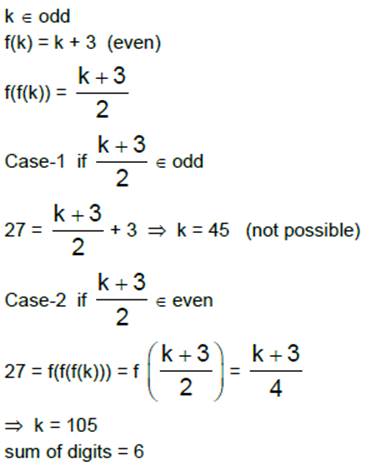 k ∈ odd
f(k) = k + 3 (even)
f(f(k)) = (k + 3)/2
Case-1 if (k + 3)/2 ∈ odd
27 = (k + 3)/2 + 3 ⇒ k = 45 (not possible)
Case-2 if (k + 3)/2 ∈ even
27 = f(f(f(k))) = f((k + 3)/2) = (k + 3)/4
⇒ k = 105
sum of digits = 6